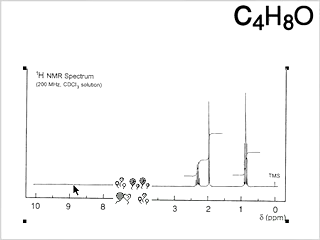 C4H8O
¹H NMR Spectrum
(200 MHz, CDCl₃ solution)
TMS
10 9 8 3 2 1 0
δ (ppm)